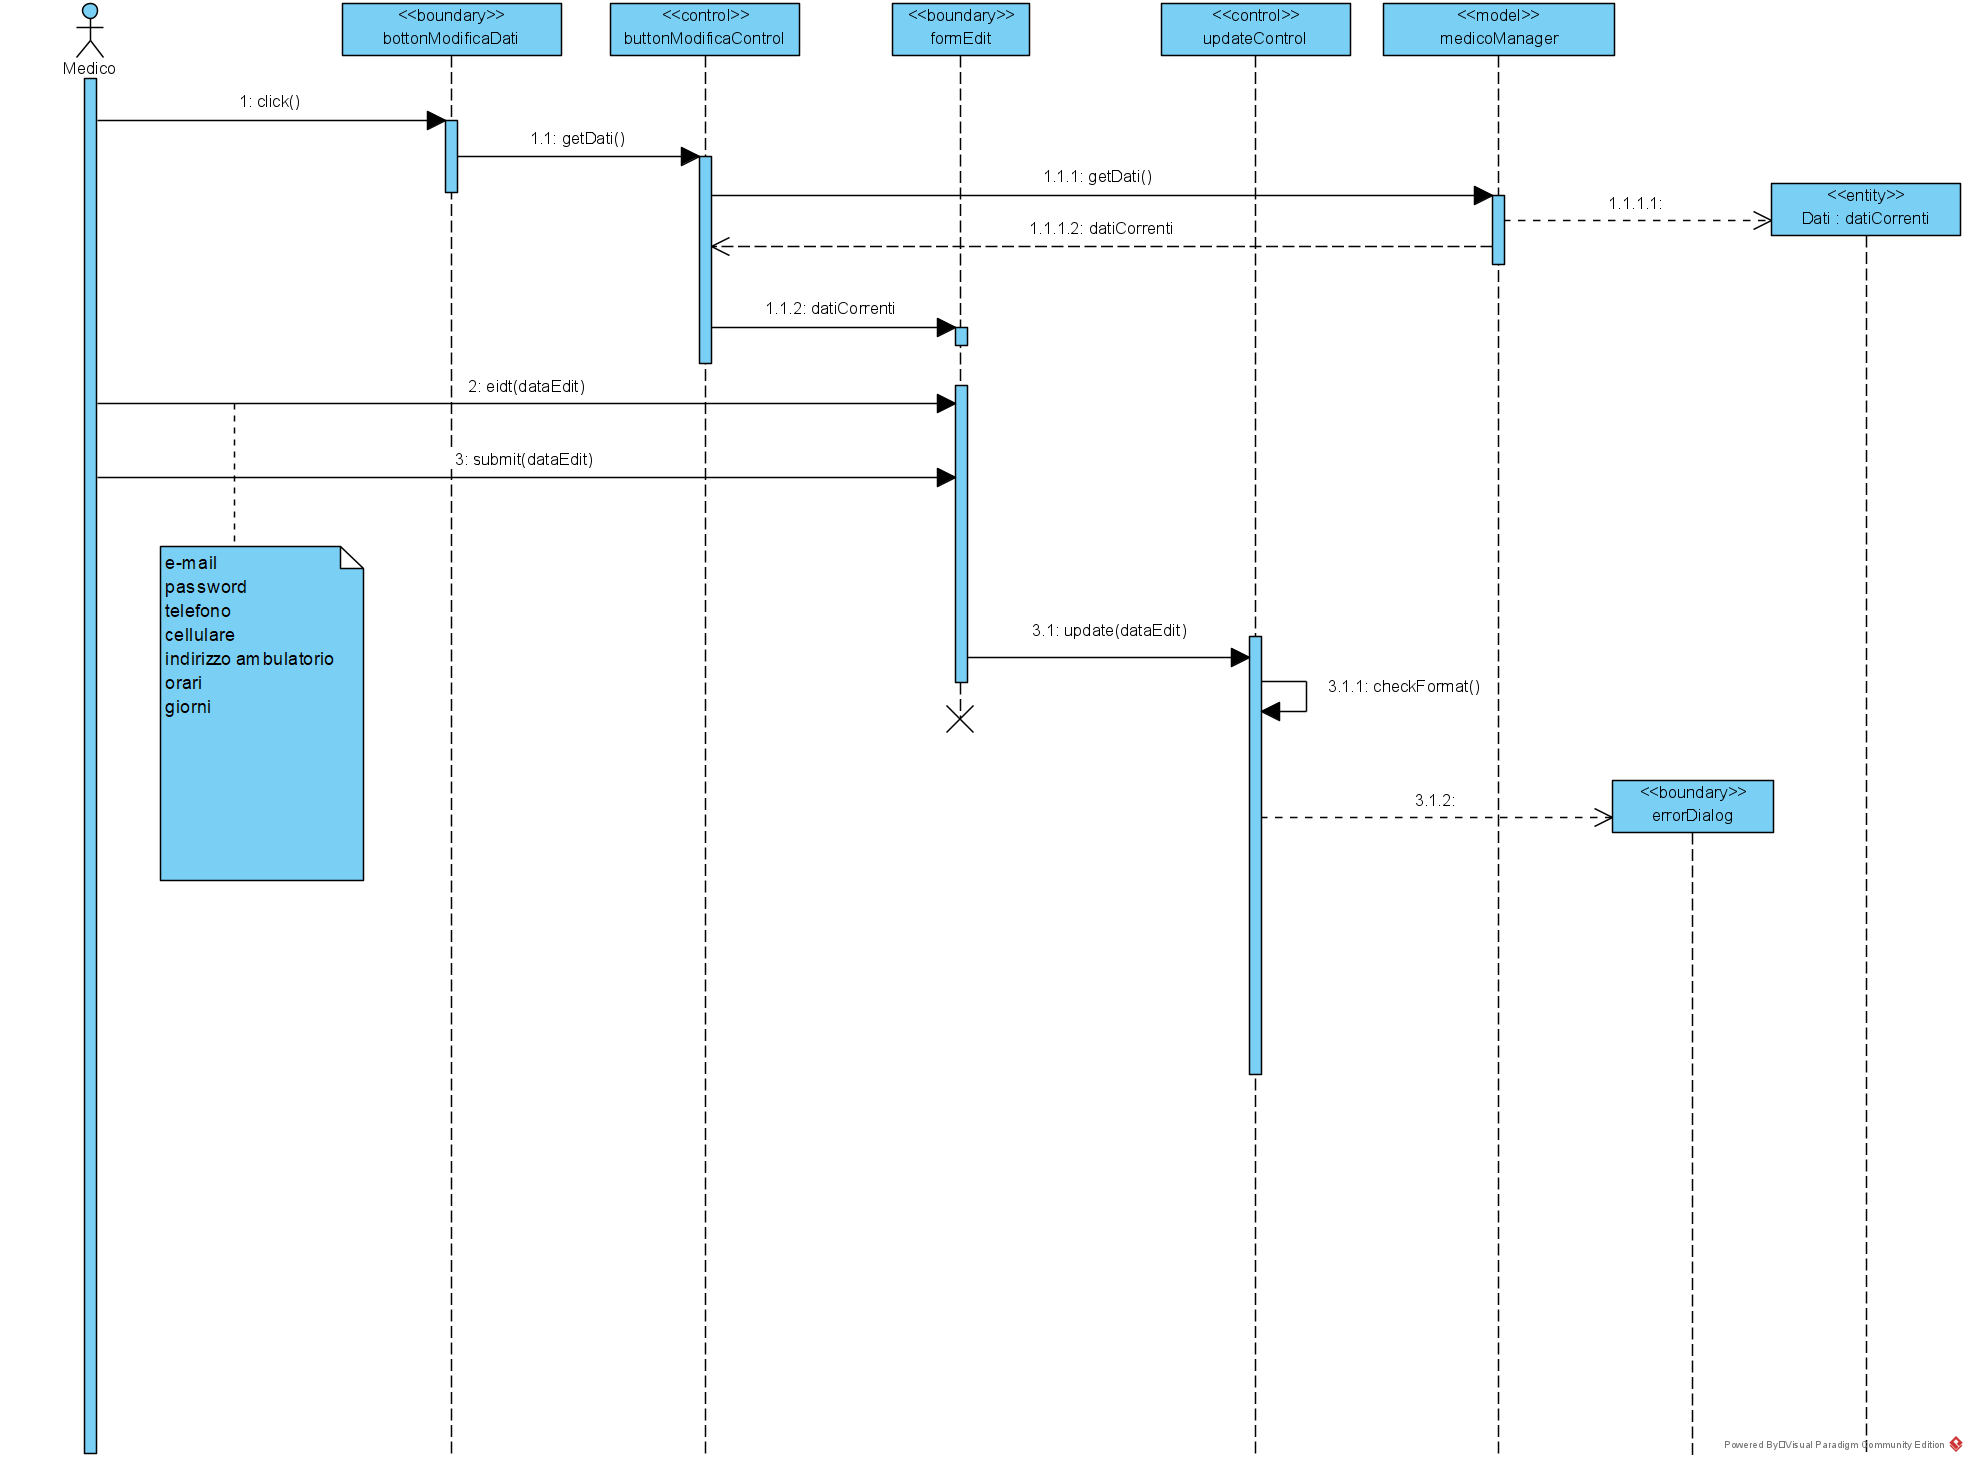 Medico
<<boundary>>
bottonModificaDati
<<control>>
buttonModificaControl
<<boundary>>
formEdit
<<control>>
updateControl
<<model>>
medicoManager
1: click()
1.1: getDati()
1.1.1: getDati()
<<entity>>
Dati : datiCorrenti
1.1.1.1:
1.1.1.2: datiCorrenti
1.1.2: datiCorrenti
2: eidt(dataEdit)
3: submit(dataEdit)
e-mail
password
telefono
cellulare
indirizzo ambulatorio
orari
giorni
3.1: update(dataEdit)
3.1.1: checkFormat()
3.1.2:
<<boundary>>
errorDialog
Powered By Visual Paradigm Community Edition